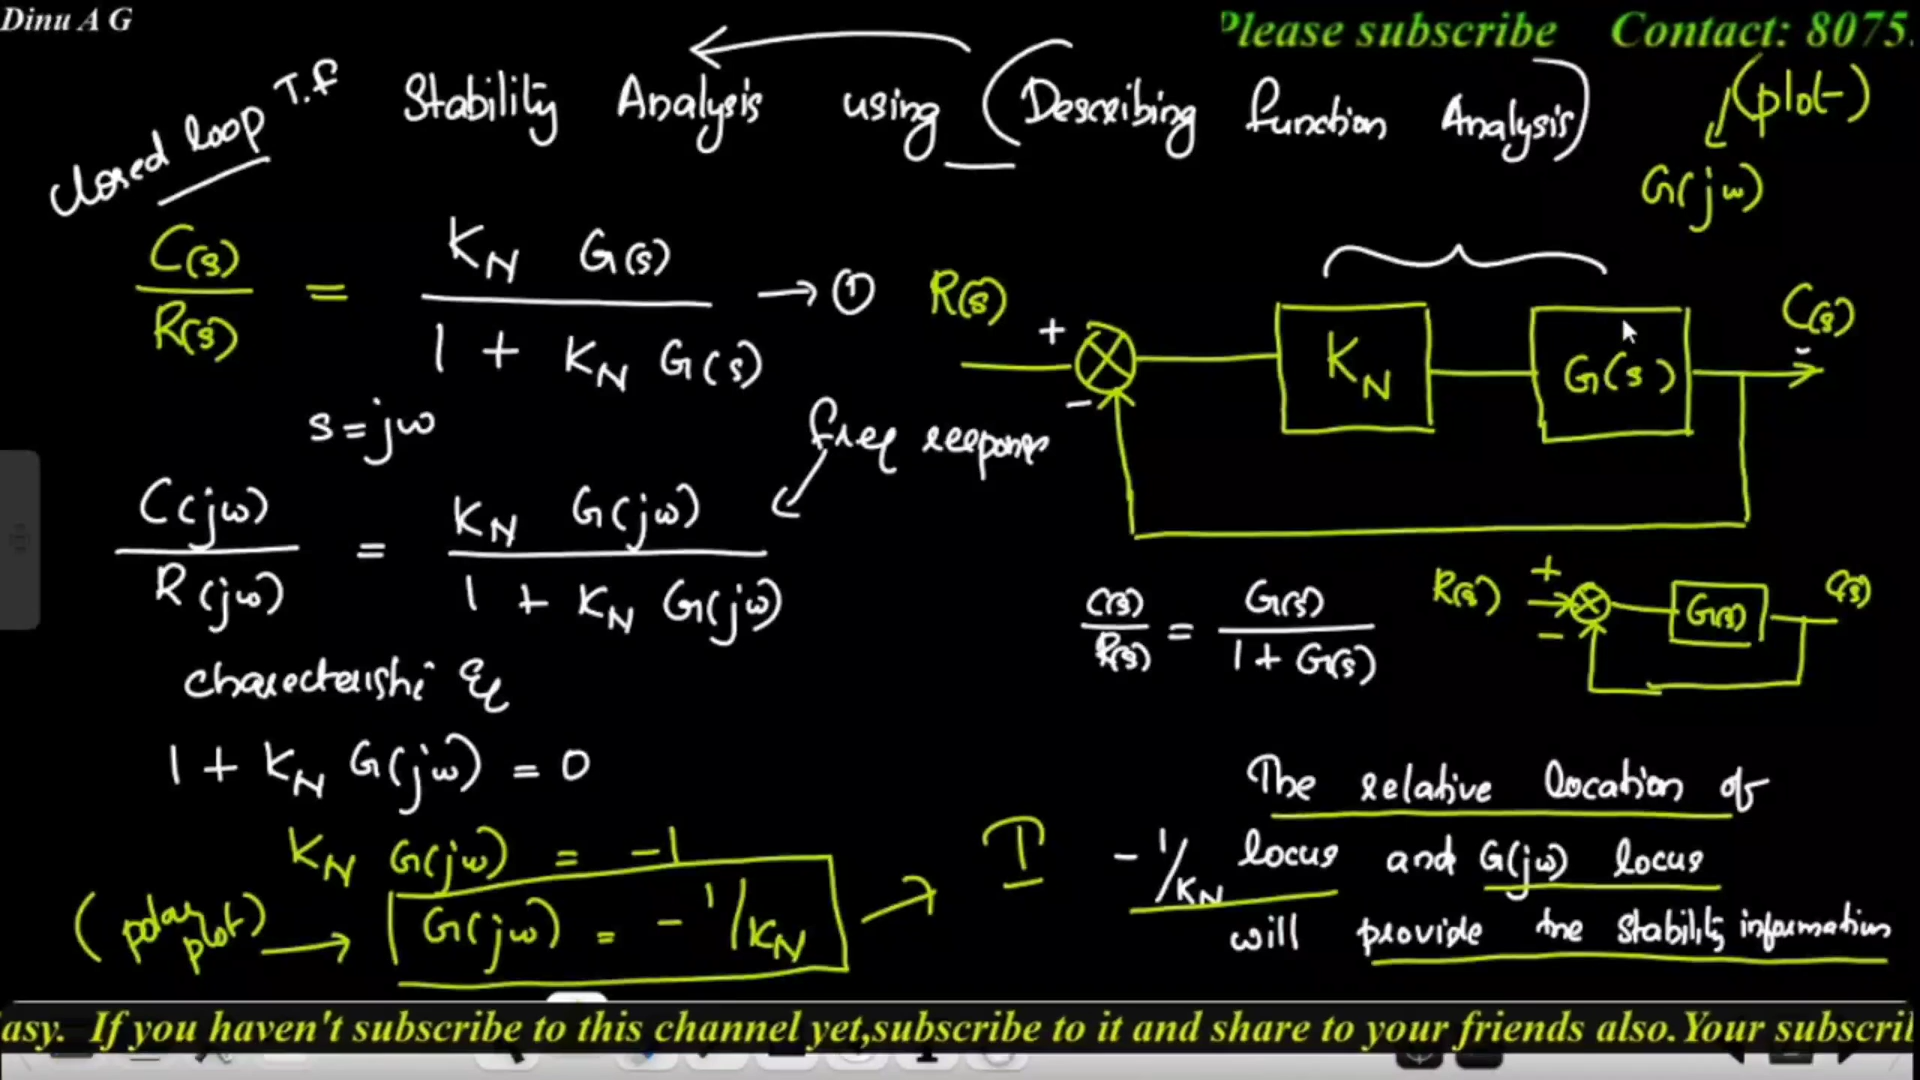 Dinu A G
Please subscribe Contact: 8075
closed loop T.f
Stability Analysis using (Describing function Analysis)
(plot)
G(jω)
C(s)/R(s) = K_N G(s) / 1 + K_N G(s) → ①
R(s) + - K_N G(s) C(s)
s = jω
freq response
C(jω)/R(jω) = K_N G(jω) / 1 + K_N G(jω)
C(s)/R(s) = G(s) / 1 + G(s)
R(s) + - G(s) C(s)
1 + K_N G(jω) = 0
K_N G(jω) = -1
(polar plot) → G(jω) = -1/K_N → I
The relative location of
-1/K_N locus and G(jω) locus
will provide the stability information
asy. If you haven't subscribe to this channel yet,subscribe to it and share to your friends also.Your subscri